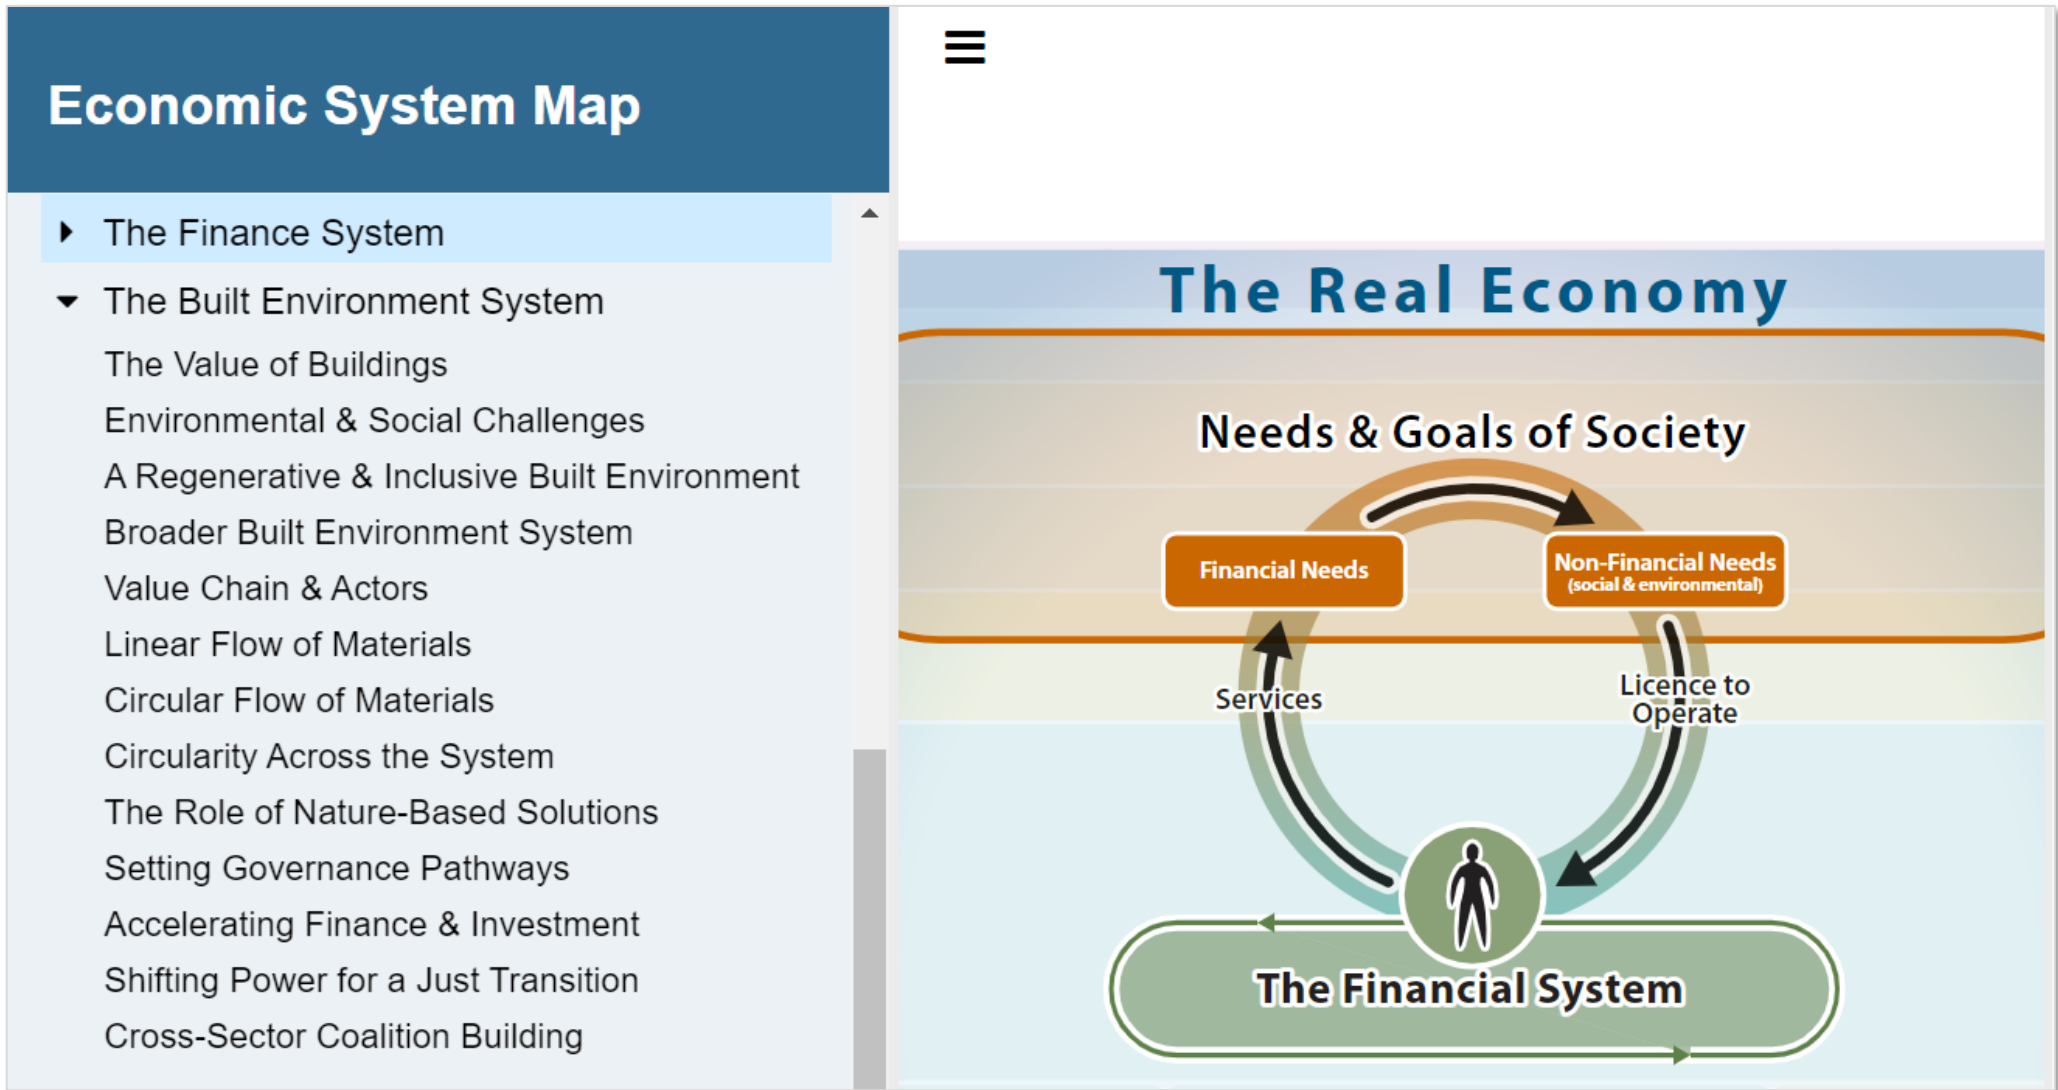 Economic System Map
The Finance System
The Built Environment System
The Value of Buildings
Environmental & Social Challenges
A Regenerative & Inclusive Built Environment
Broader Built Environment System
Value Chain & Actors
Linear Flow of Materials
Circular Flow of Materials
Circularity Across the System
The Role of Nature-Based Solutions
Setting Governance Pathways
Accelerating Finance & Investment
Shifting Power for a Just Transition
Cross-Sector Coalition Building
The Real Economy
Needs & Goals of Society
Financial Needs
Non-Financial Needs
(social & environmental)
Services
Licence to
Operate
The Financial System